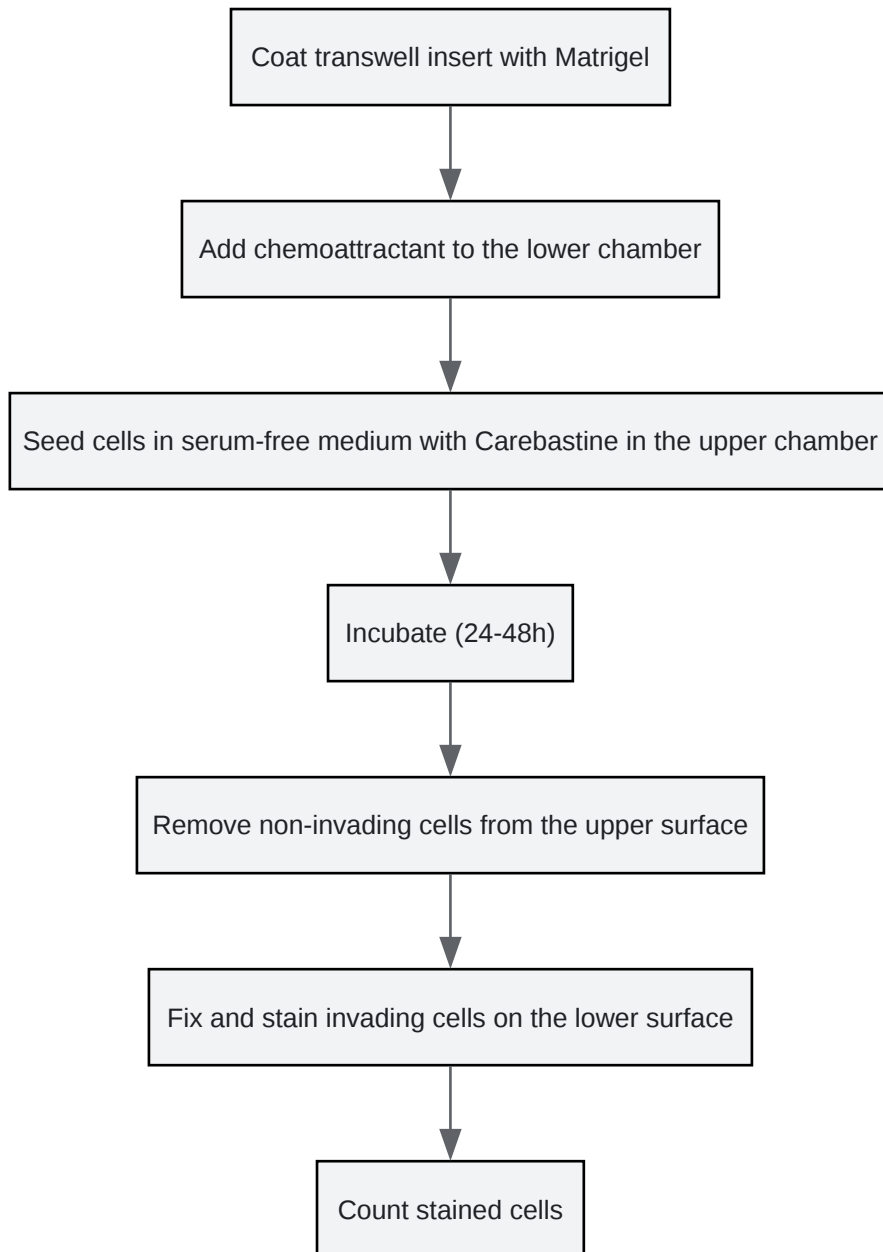 Coat transwell insert with Matrigel
Add chemoattractant to the lower chamber
Seed cells in serum-free medium with Carebastine in the upper chamber
Incubate (24-48h)
Remove non-invading cells from the upper surface
Fix and stain invading cells on the lower surface
Count stained cells